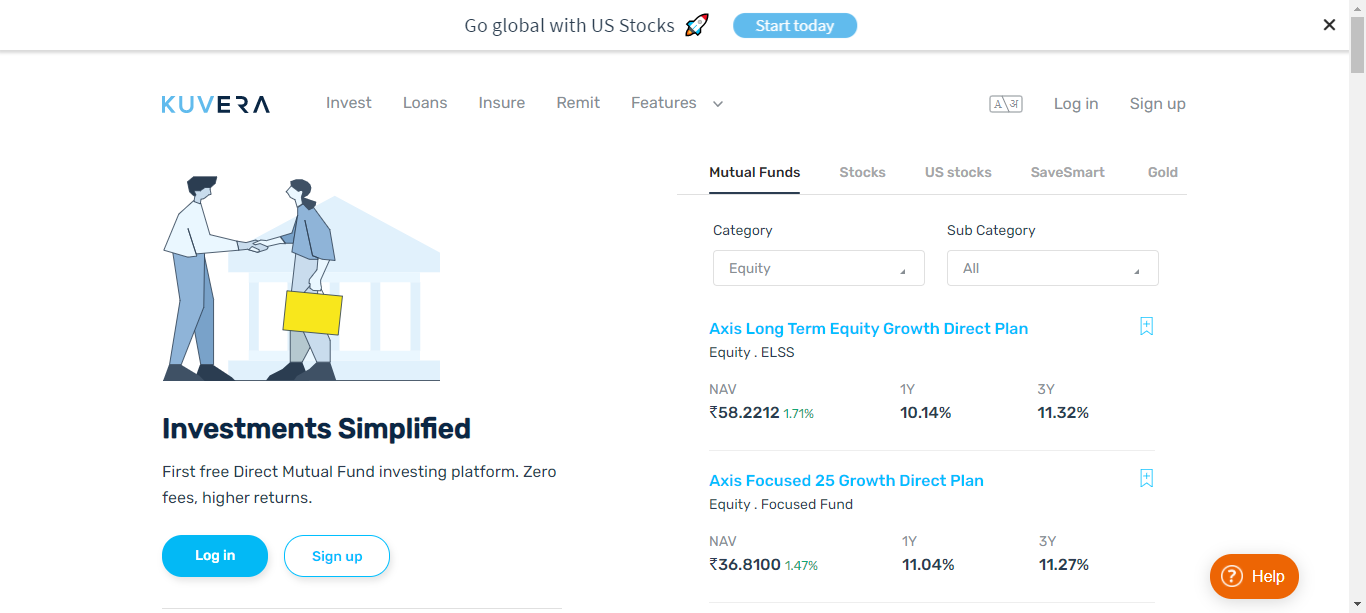 Go global with US Stocks 🚀 Start today
KUVERA Invest Loans Insure Remit Features A\अ Log in Sign up
Mutual Funds Stocks US stocks SaveSmart Gold
Category Sub Category
Equity All
Axis Long Term Equity Growth Direct Plan
Equity . ELSS
NAV 1Y 3Y
₹58.2212 1.71% 10.14% 11.32%
Axis Focused 25 Growth Direct Plan
Equity . Focused Fund
NAV 1Y 3Y
₹36.8100 1.47% 11.04% 11.27%
Investments Simplified
First free Direct Mutual Fund investing platform. Zero
fees, higher returns.
Log in Sign up
? Help